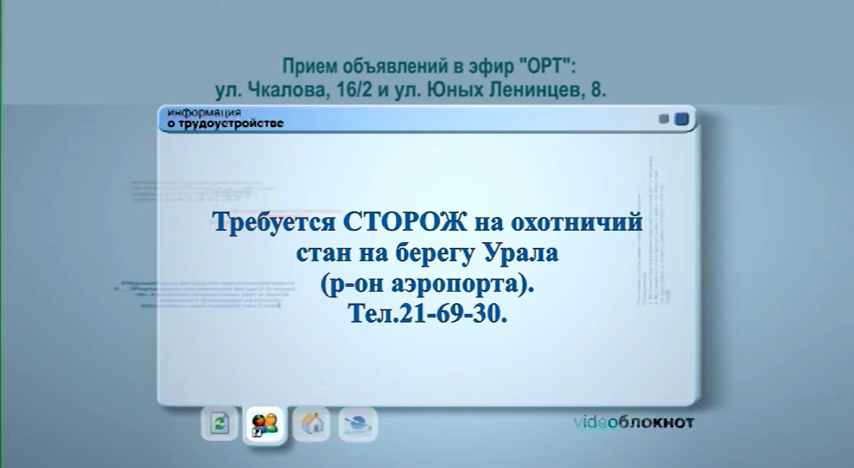 Прием объявлений в эфир "ОРТ":
ул. Чкалова, 16/2 и ул. Юных Ленинцев, 8.
информация
о трудоустройстве
Требуется СТОРОЖ на охотничий
стан на берегу Урала
(р-он аэропорта).
Тел.21-69-30.
videoблокнот